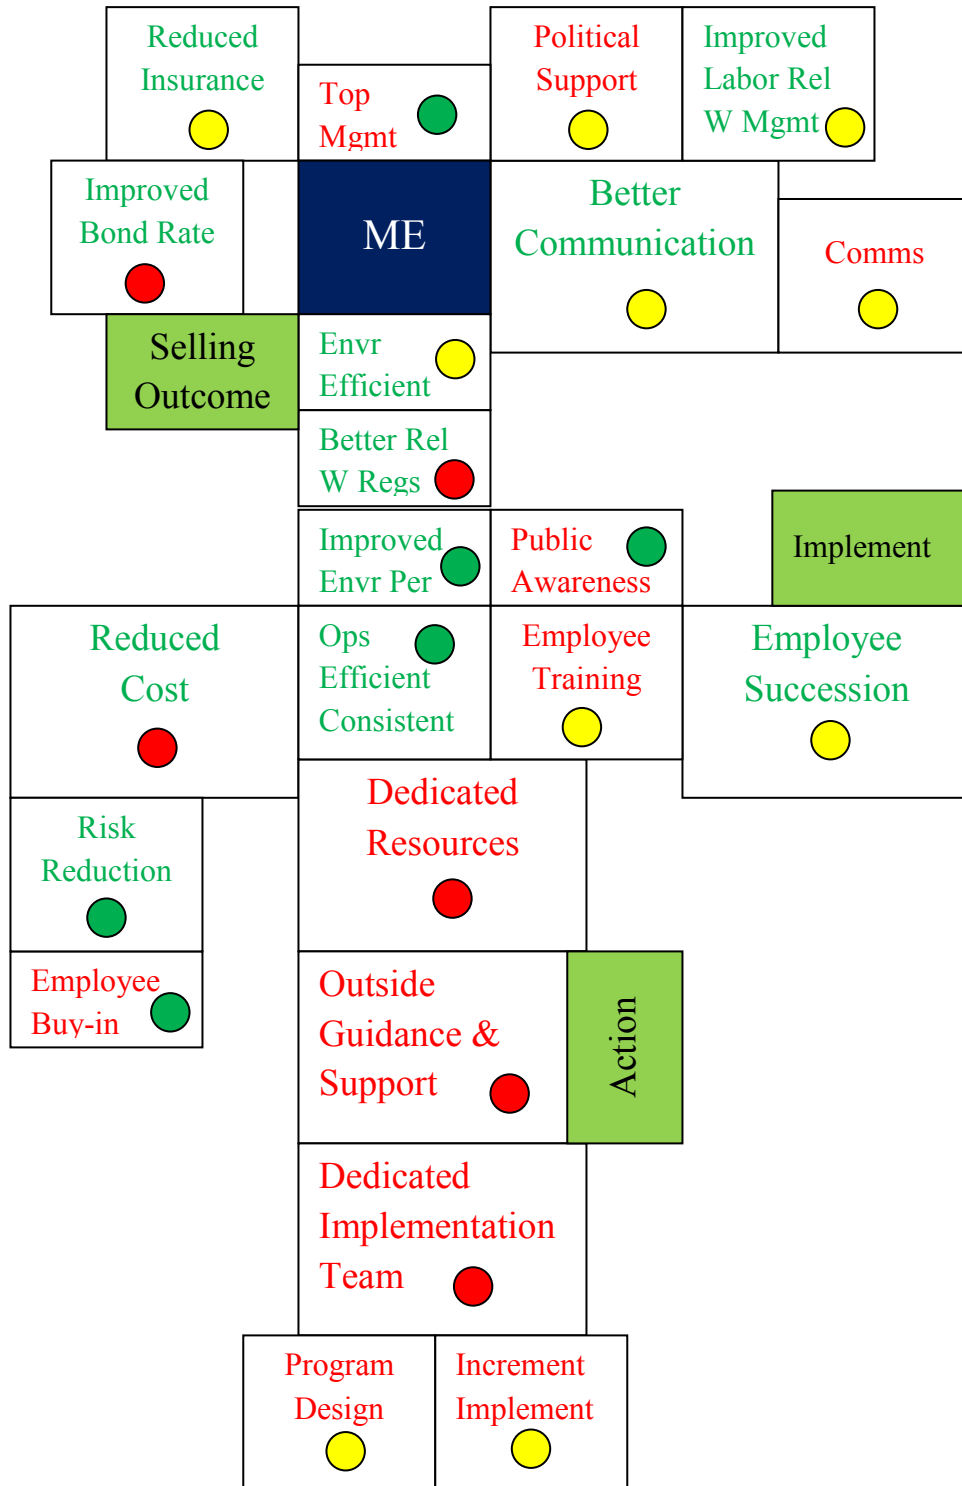 Reduced
Insurance
Top
Mgmt
Political
Support
Improved
Labor Rel
W Mgmt
Improved
Bond Rate
ME
Better
Communication
Comms
Selling
Outcome
Envr
Efficient
Better Rel
W Regs
Improved
Envr Per
Public
Awareness
Implement
Reduced
Cost
Ops
Efficient
Consistent
Employee
Training
Employee
Succession
Risk
Reduction
Dedicated
Resources
Employee
Buy-in
Outside
Guidance &
Support
Action
Dedicated
Implementation
Team
Program
Design
Increment
Implement